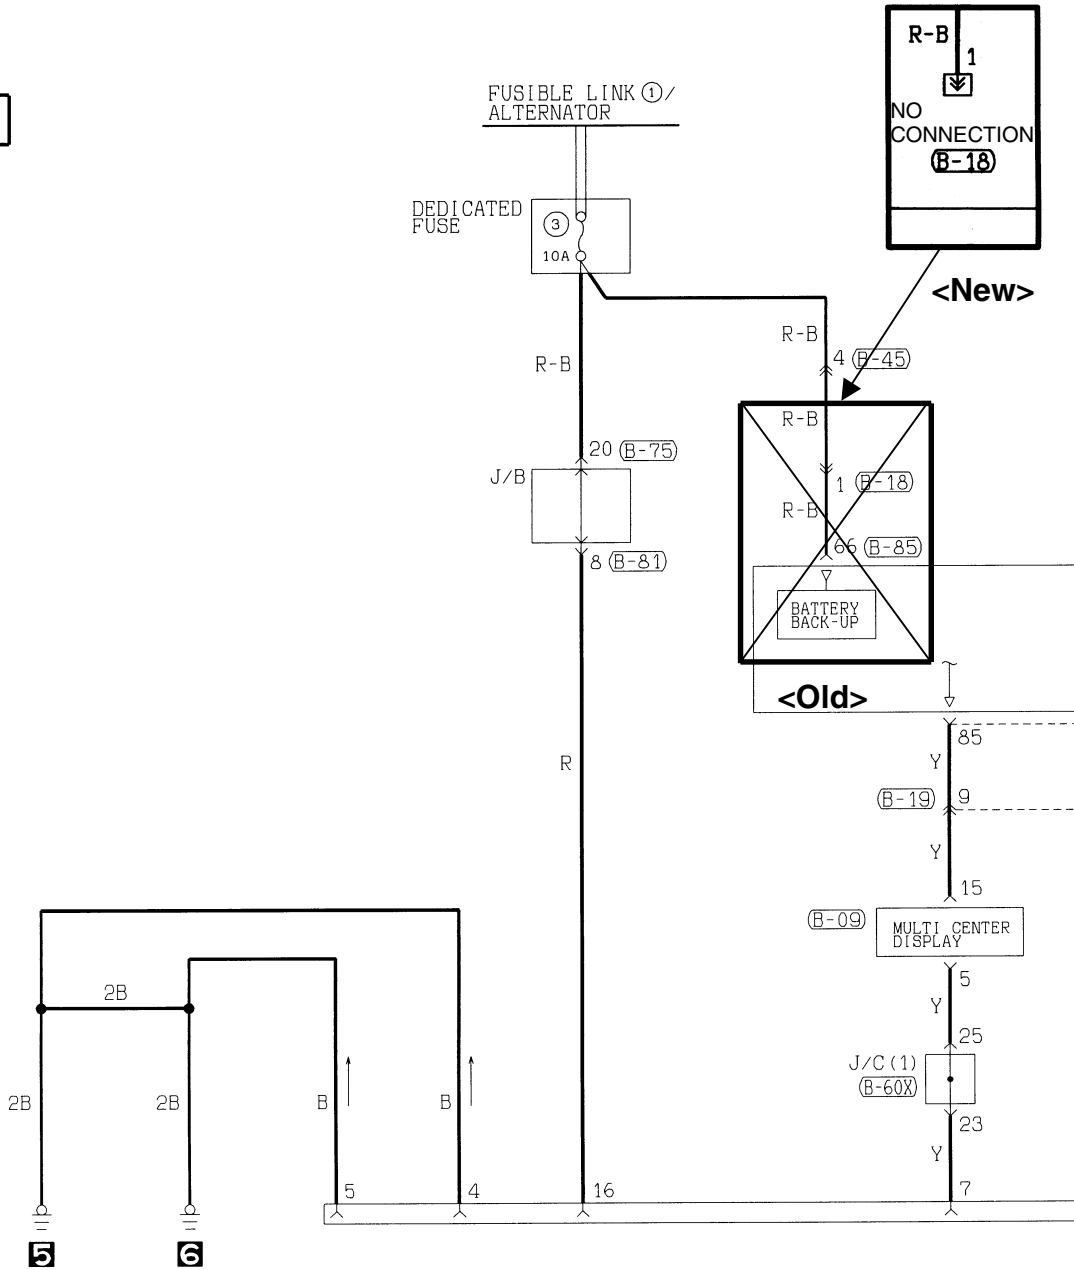 R-B
1
NO
CONNECTION
(B-18)
<New>
FUSIBLE LINK ①/
ALTERNATOR
DEDICATED
FUSE
③
10A
R-B
4 (B-45)
R-B
R-B
20 (B-75)
J/B
1 (B-18)
R-B
66 (B-85)
8 (B-81)
BATTERY
BACK-UP
<Old>
85
R
Y
(B-19) 9
Y
15
(B-09)
MULTI CENTER
DISPLAY
5
2B
Y
25
J/C(1)
(B-60X)
2B
2B
B
B
23
Y
5
4
16
7
5
6